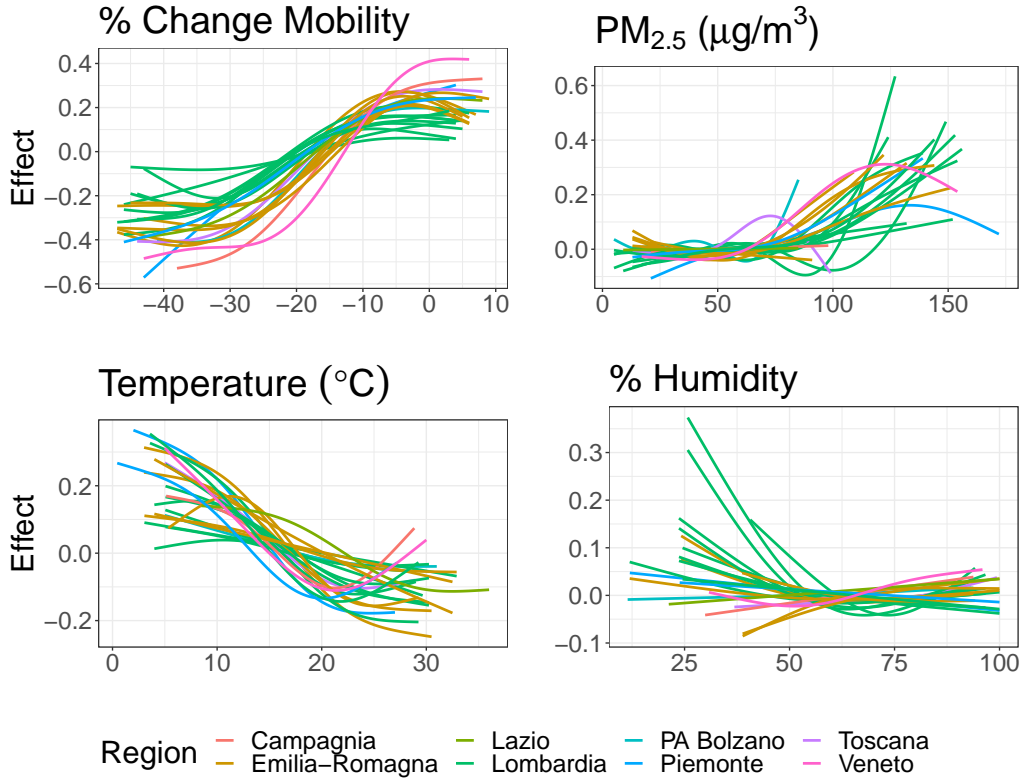 % Change Mobility
PM2.5 (μg/m³)
Effect
0.4
0.2
0.0
−0.2
−0.4
−0.6
−40 −30 −20 −10 0 10
0.6
0.4
0.2
0.0
0 50 100 150
Temperature (°C)
% Humidity
Effect
0.2
0.0
−0.2
0 10 20 30
0.3
0.2
0.1
0.0
−0.1
25 50 75 100
Region
Campagnia Lazio PA Bolzano Toscana
Emilia−Romagna Lombardia Piemonte Veneto